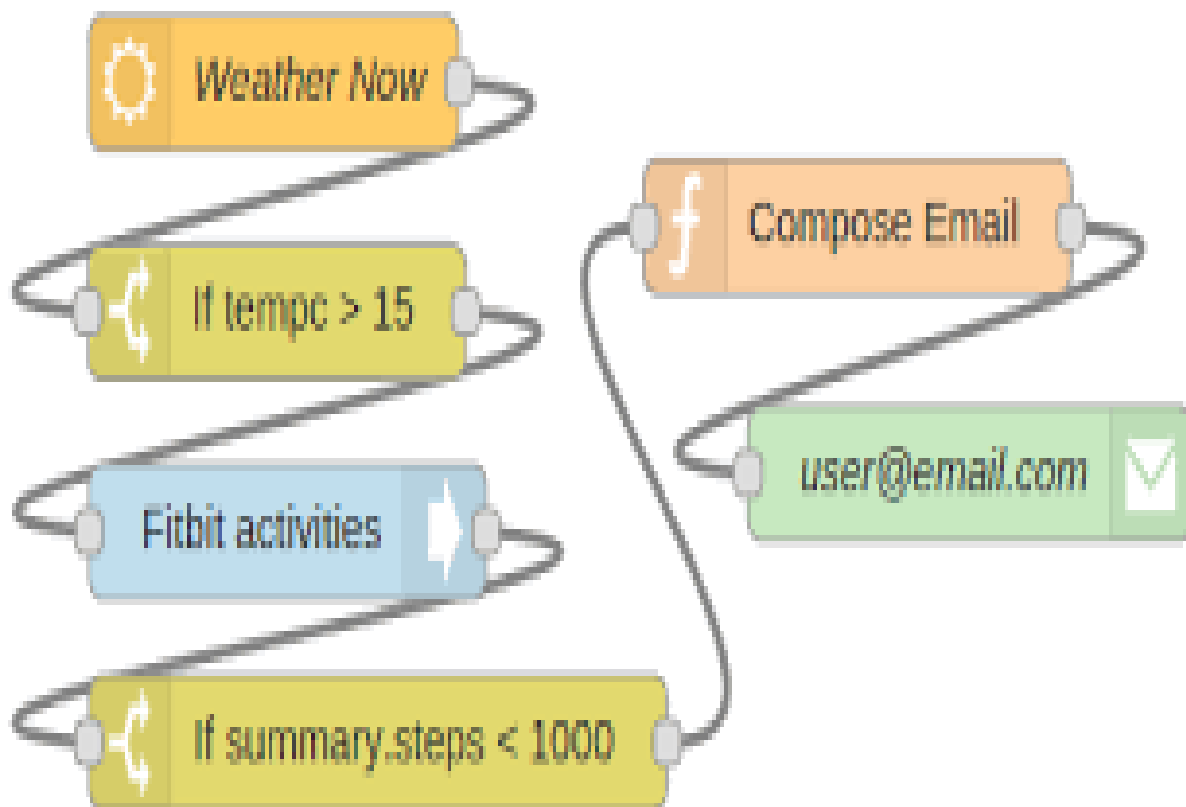 Weather Now
If tempc > 15
Fitbit activities
If summary.steps < 1000
Compose Email
user@email.com